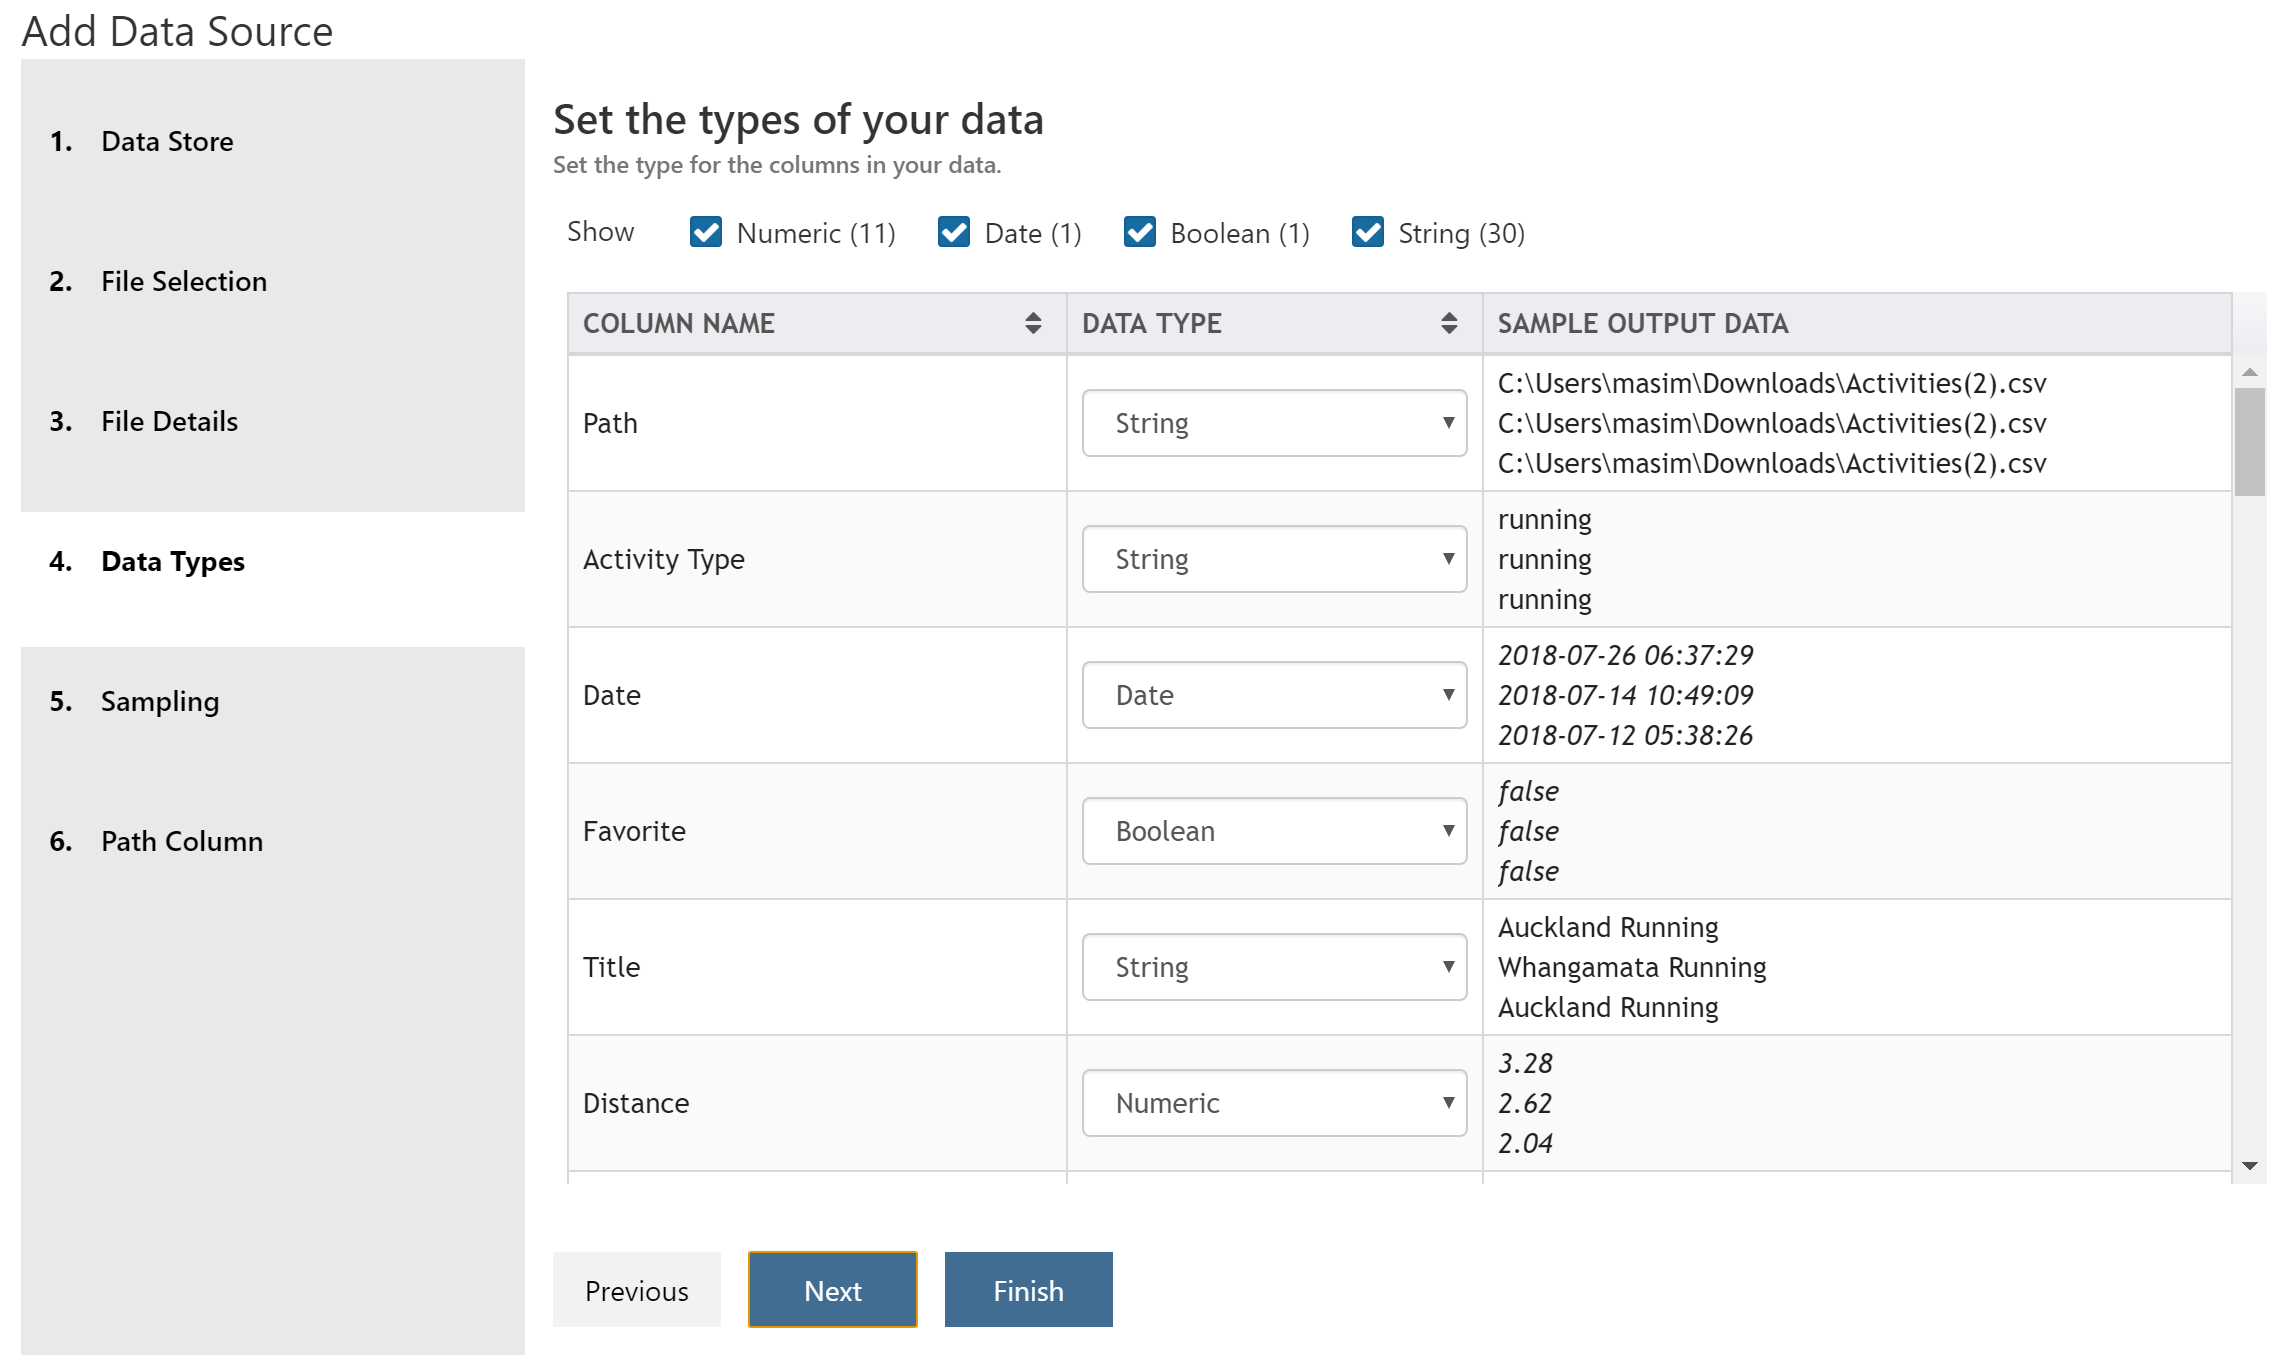 Add Data Source
1. Data Store
2. File Selection
3. File Details
4. Data Types
5. Sampling
6. Path Column
Set the types of your data
Set the type for the columns in your data.
Show Numeric (11) Date (1) Boolean (1) String (30)
COLUMN NAME DATA TYPE SAMPLE OUTPUT DATA
Path String
C:\Users\masim\Downloads\Activities(2).csv
C:\Users\masim\Downloads\Activities(2).csv
C:\Users\masim\Downloads\Activities(2).csv
Activity Type String
running
running
running
Date Date
2018-07-26 06:37:29
2018-07-14 10:49:09
2018-07-12 05:38:26
Favorite Boolean
false
false
false
Title String
Auckland Running
Whangamata Running
Auckland Running
Distance Numeric
3.28
2.62
2.04
Previous Next Finish